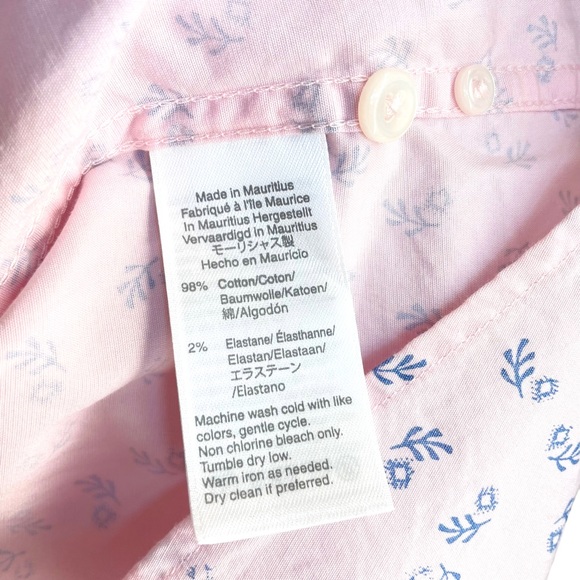 Made in Mauritius
Fabriqué à l'Ile Maurice
In Mauritius Hergestellt
Vervaardigd in Mauritius
モーリシャス製
Hecho en Mauricio
98% Cotton/Coton/
Baumwolle/Katoen/
綿/Algodón
2% Elastane/ Élasthanne/
Elastan/Elastaan/
エラステーン
/Elastano
Machine wash cold with like
colors, gentle cycle.
Non chlorine bleach only.
Tumble dry low.
Warm iron as needed.
Dry clean if preferred.